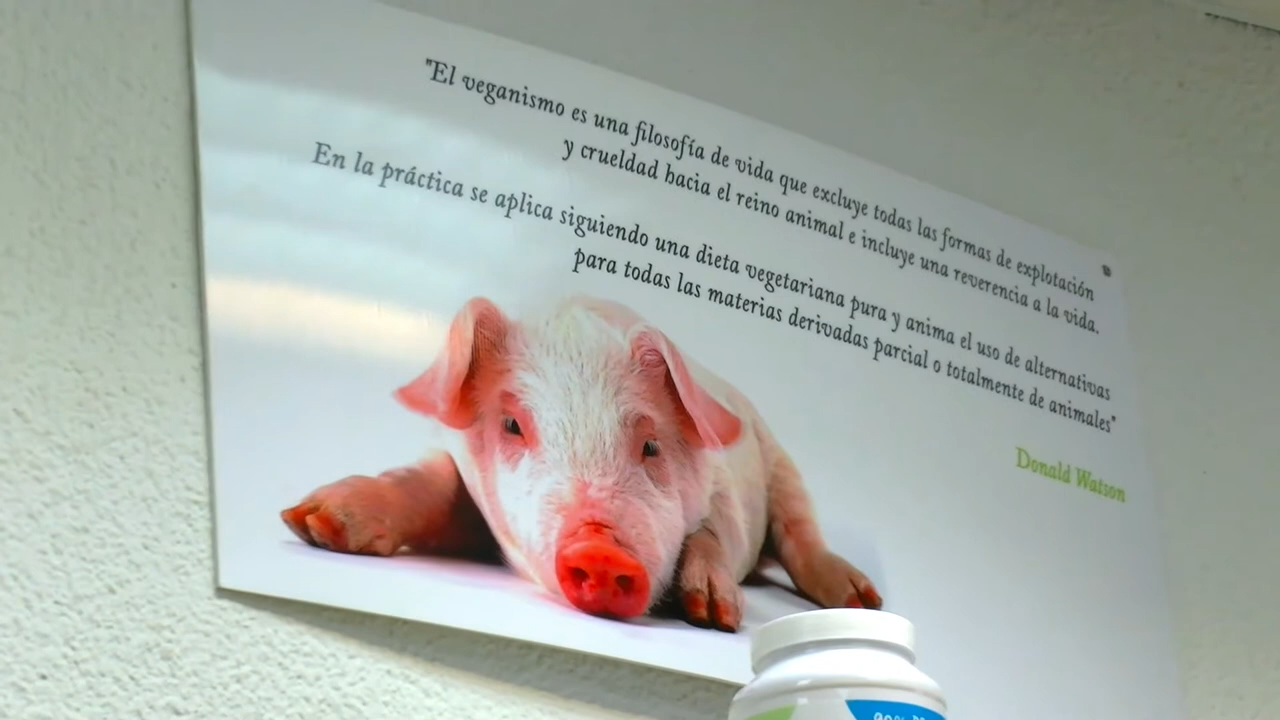 "El veganismo es una filosofía de vida que excluye todas las formas de explotación
y crueldad hacia el reino animal e incluye una reverencia a la vida.
En la práctica se aplica siguiendo una dieta vegetariana pura y anima el uso de alternativas
para todas las materias derivadas parcial o totalmente de animales"
Donald Watson